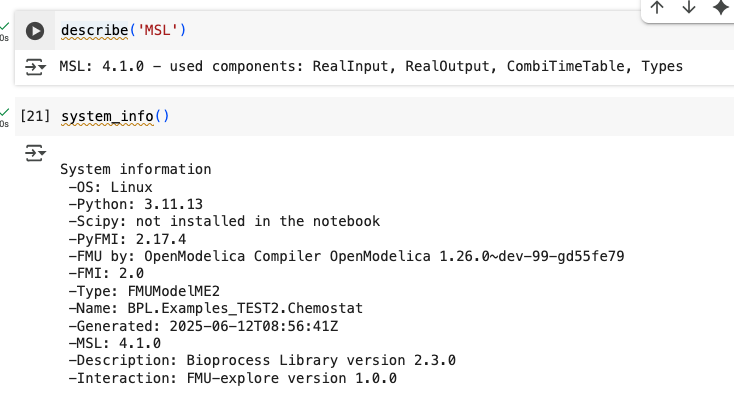 describe('MSL')
0s
MSL: 4.1.0 – used components: RealInput, RealOutput, CombiTimeTable, Types
[21] system_info()
0s
System information
-OS: Linux
-Python: 3.11.13
-Scipy: not installed in the notebook
-PyFMI: 2.17.4
-FMU by: OpenModelica Compiler OpenModelica 1.26.0~dev-99-gd55fe79
-FMI: 2.0
-Type: FMUModelME2
-Name: BPL.Examples_TEST2.Chemostat
-Generated: 2025-06-12T08:56:41Z
-MSL: 4.1.0
-Description: Bioprocess Library version 2.3.0
-Interaction: FMU-explore version 1.0.0